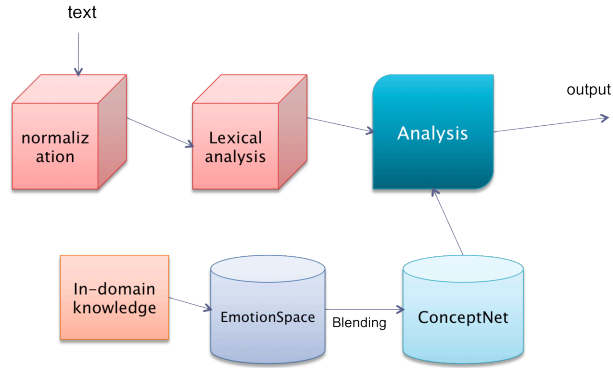 text
output
normaliz
ation
Lexical
analysis
Analysis
In-domain
knowledge
EmotionSpace
Blending
ConceptNet